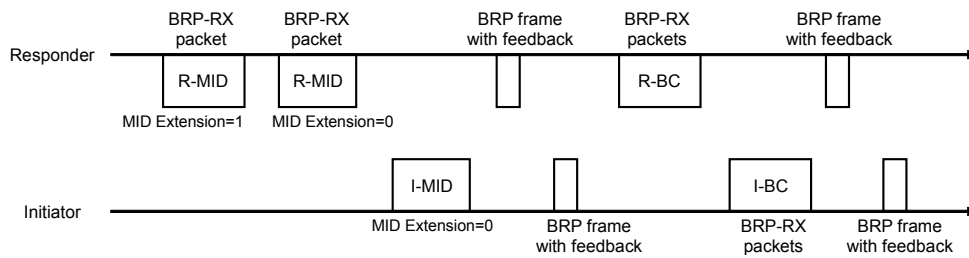 BRP-RX
packet
BRP-RX
packet
BRP frame
with feedback
BRP-RX
packets
BRP frame
with feedback
Responder
R-MID
R-MID
R-BC
MID Extension=1
MID Extension=0
I-MID
I-BC
Initiator
MID Extension=0
BRP frame
with feedback
BRP-RX
packets
BRP frame
with feedback